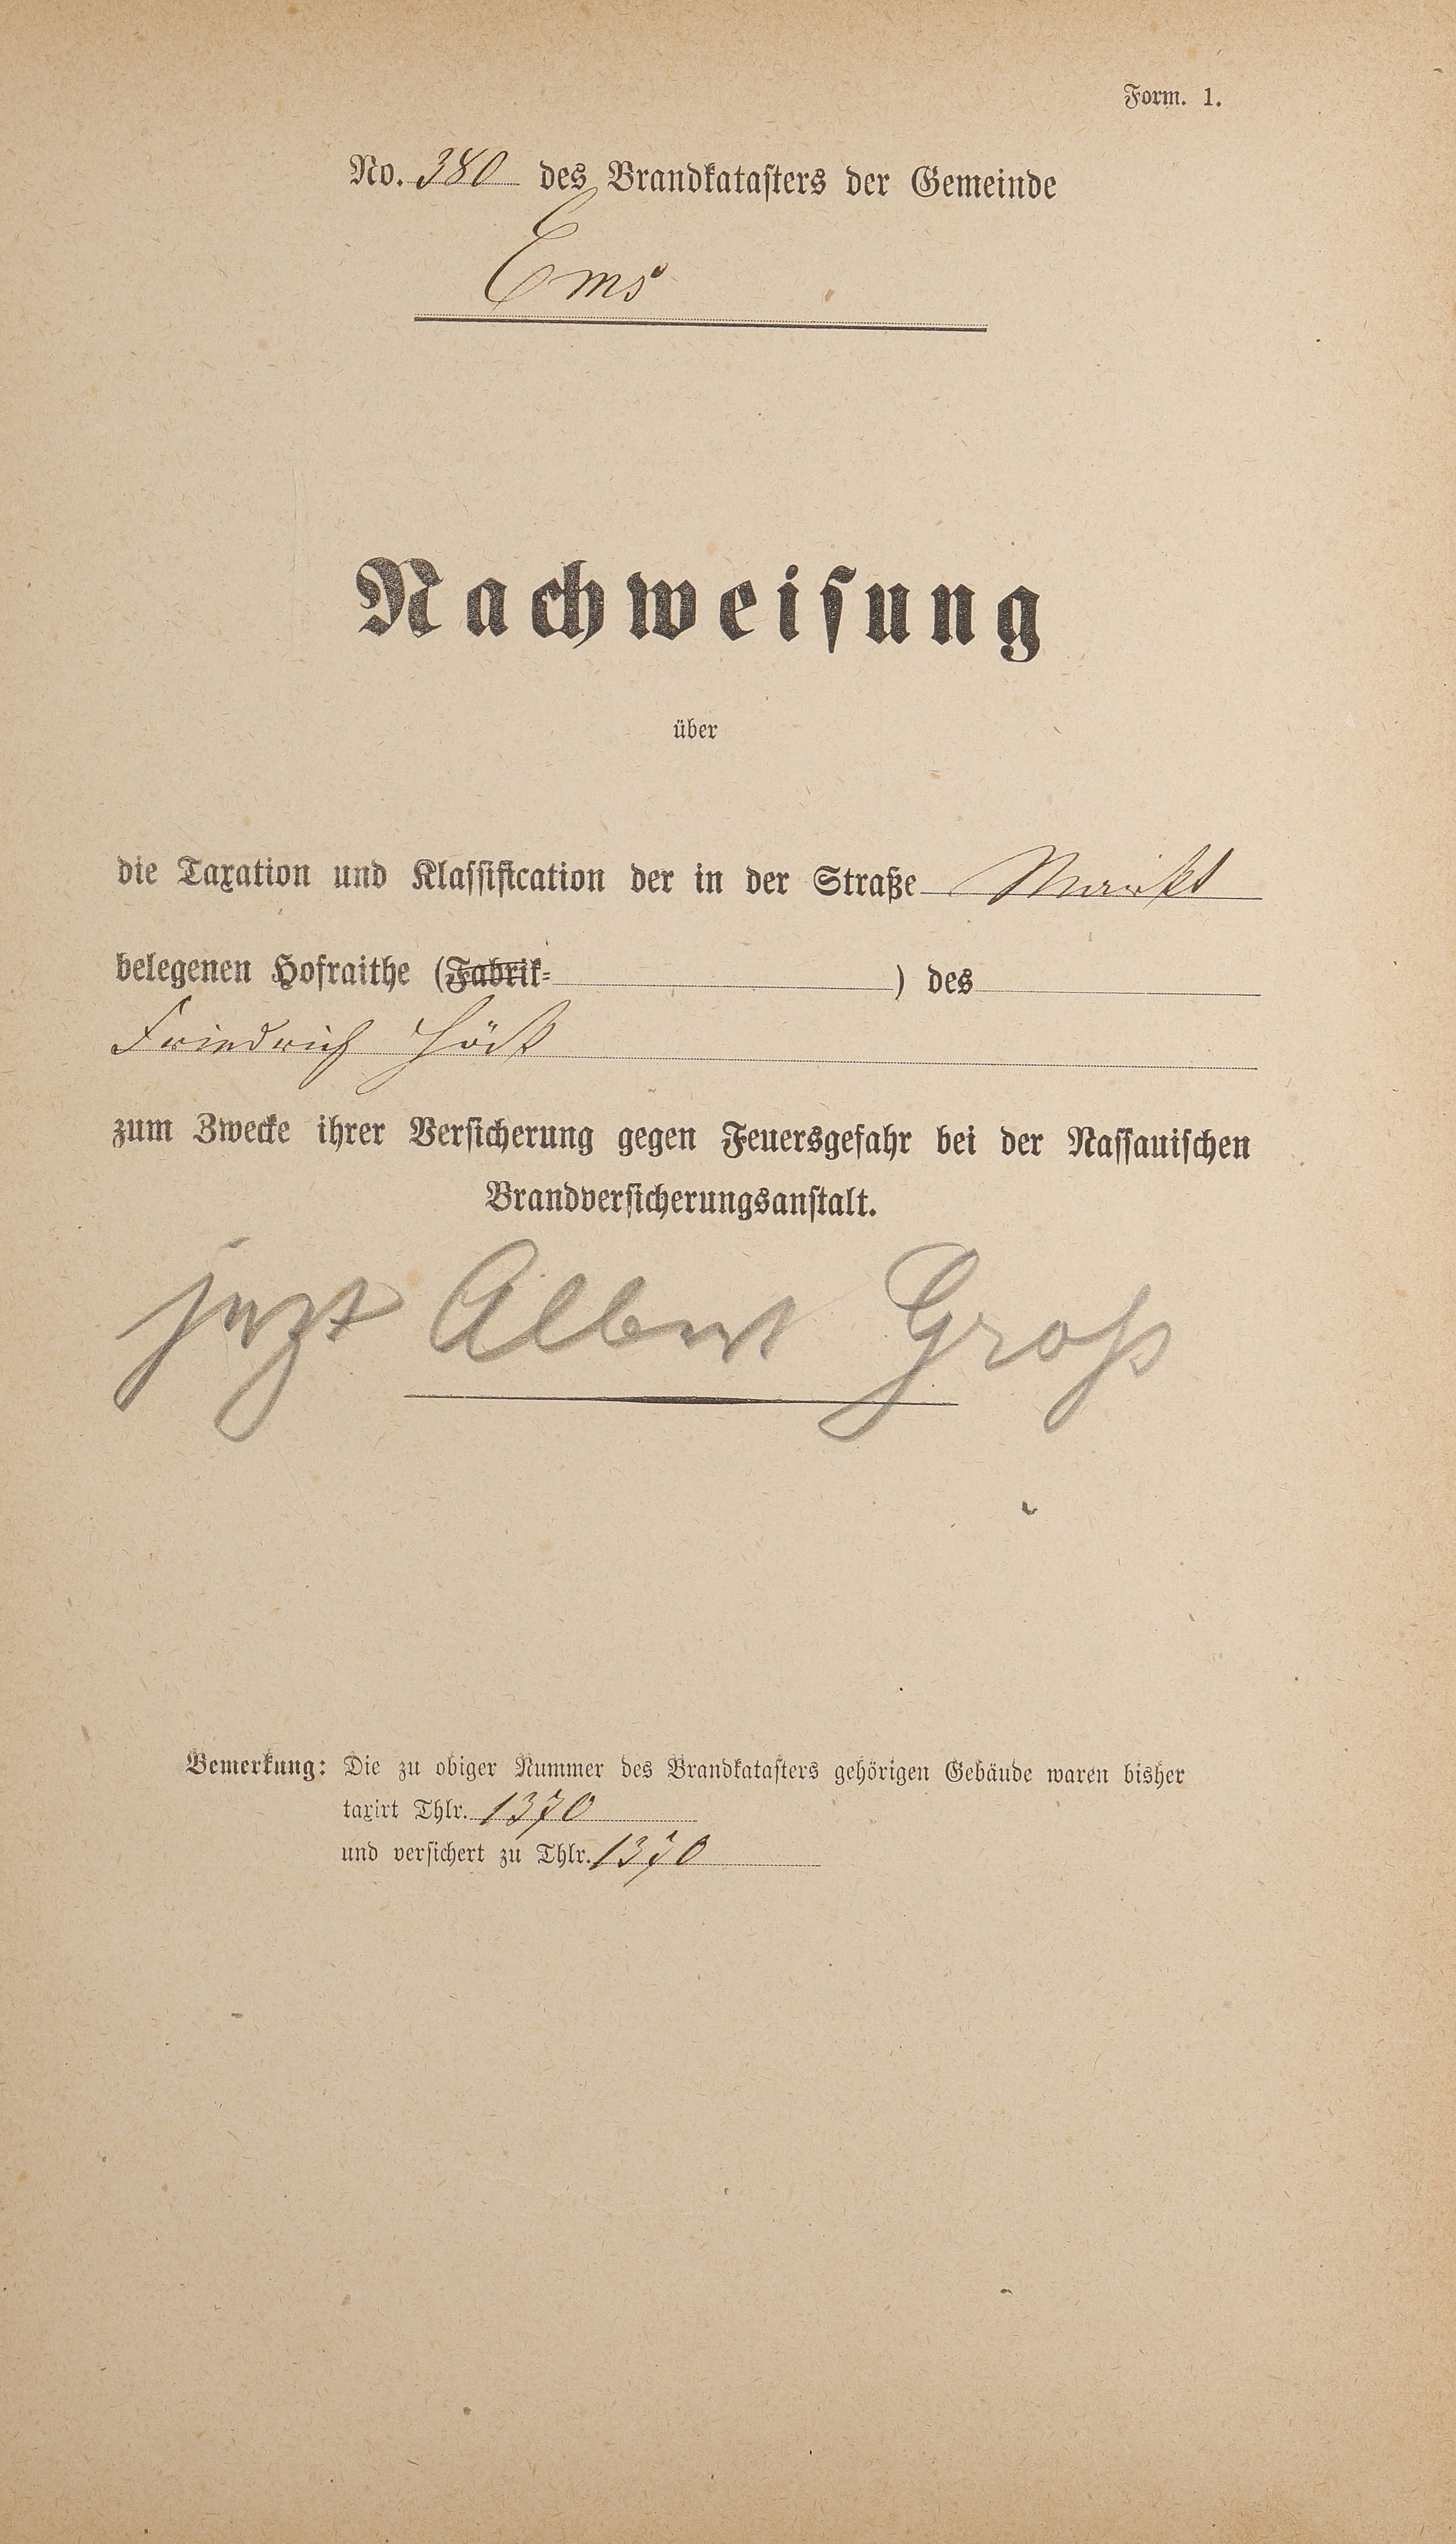 Form. 1.
No. 380 des Brandkatasters der Gemeinde
Ems
Nachweisung
über
die Taxation und Klassification der in der Straße Markt
belegenen Hofraithe (Fabrik- ) des
Friedrich
zum Zwecke ihrer Versicherung gegen Feuersgefahr bei der Nassauischen
Brandversicherungsanstalt.
jezt Albert Groß
Bemerkung: Die zu obiger Nummer des Brandkatasters gehörigen Gebäude waren bisher
taxirt Thlr. 1370
und versichert zu Thlr. 1370